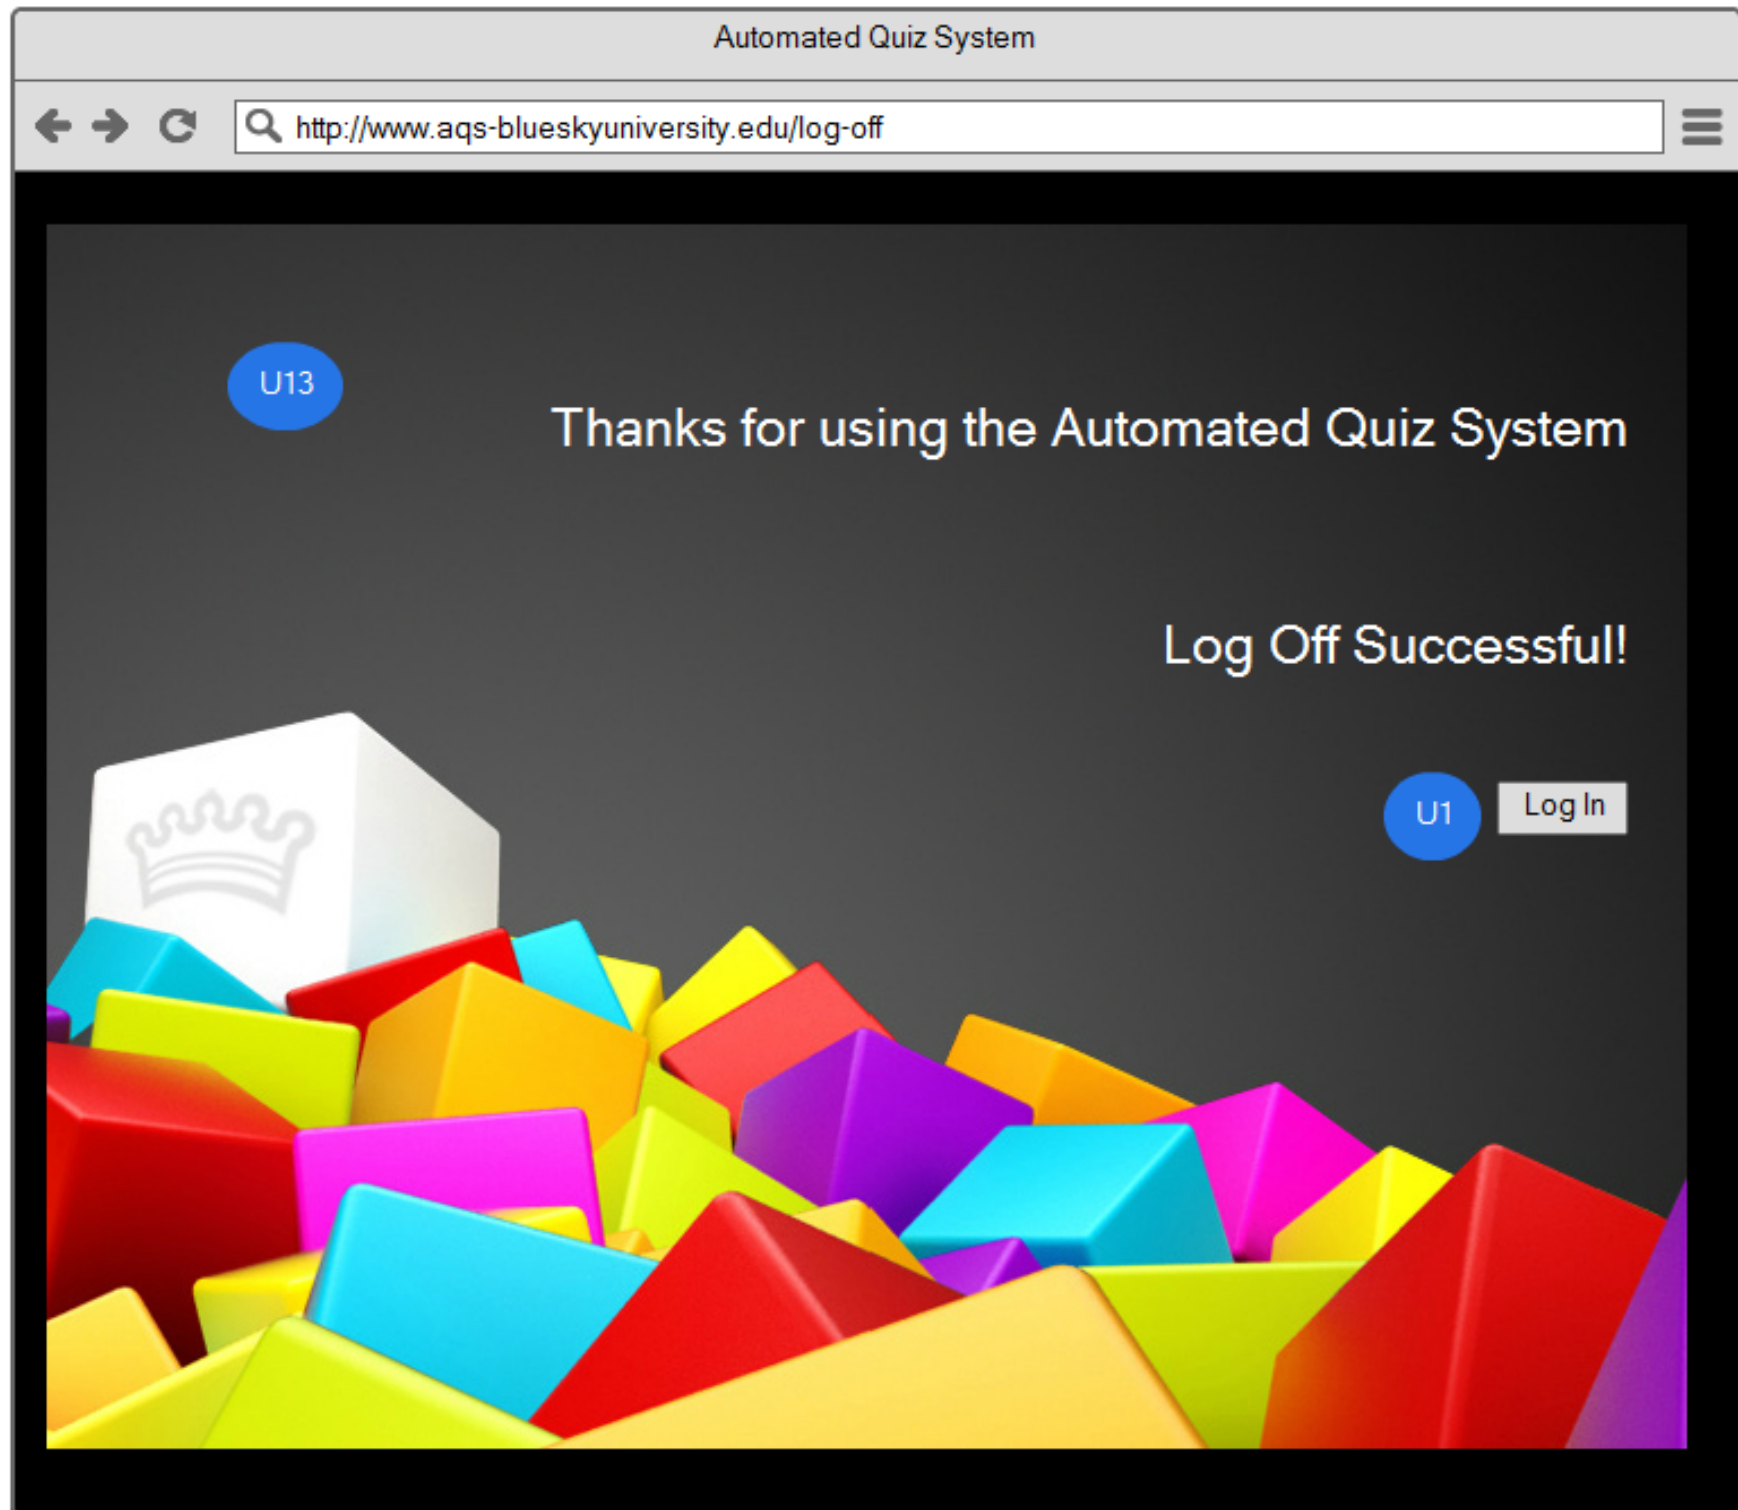 Automated Quiz System
http://www.aqs-blueskyuniversity.edu/log-off
U13
Thanks for using the Automated Quiz System
Log Off Successful!
U1
Log In